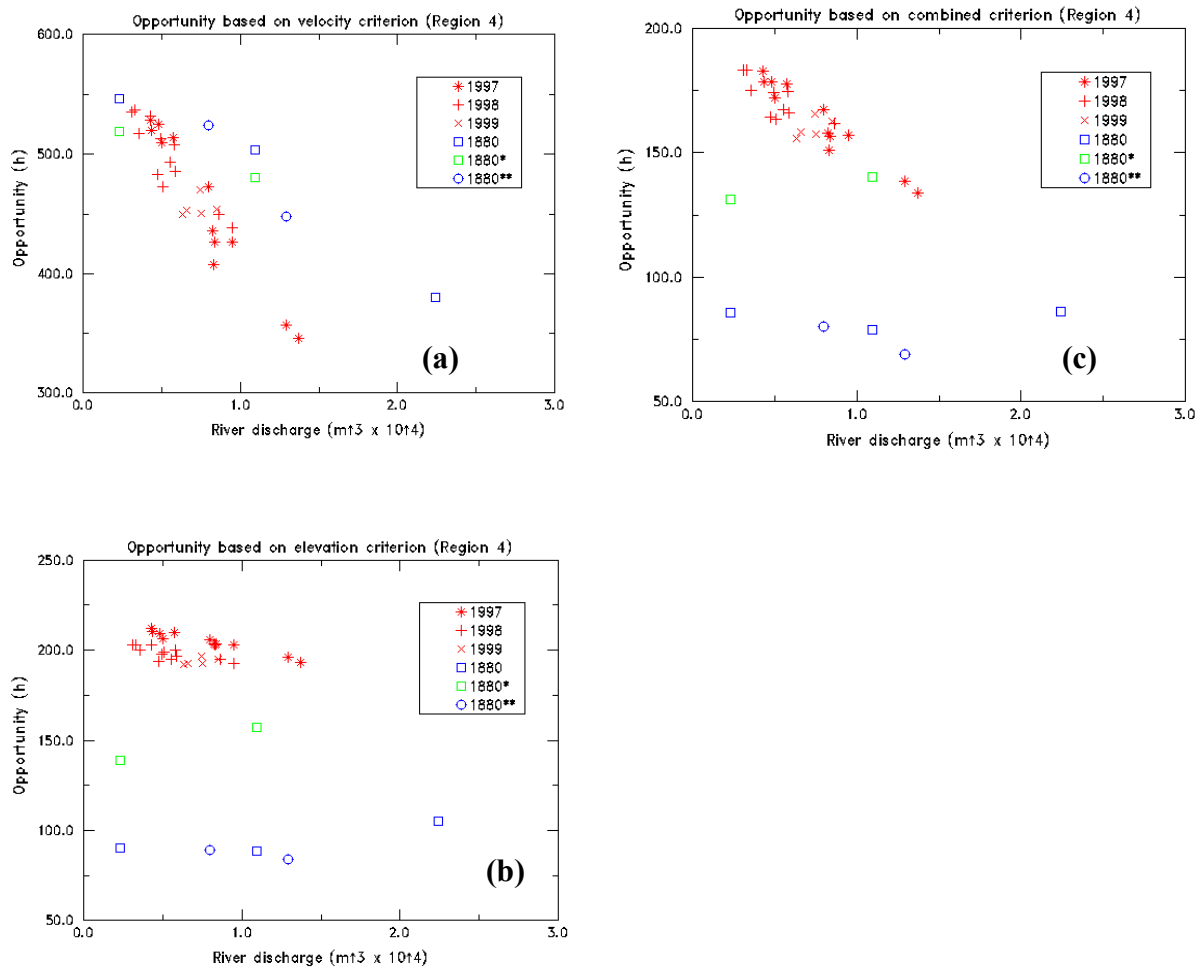 Opportunity based on velocity criterion (Region 4)
600.0
500.0
400.0
300.0
Opportunity (h)
0.0 1.0 2.0 3.0
River discharge (m↑3 x 10↑4)
1997
1998
1999
1880
1880*
1880**
(a)
Opportunity based on combined criterion (Region 4)
200.0
150.0
100.0
50.0
Opportunity (h)
0.0 1.0 2.0 3.0
River discharge (m↑3 x 10↑4)
1997
1998
1999
1880
1880*
1880**
(c)
Opportunity based on elevation criterion (Region 4)
250.0
200.0
150.0
100.0
50.0
Opportunity (h)
0.0 1.0 2.0 3.0
River discharge (m↑3 x 10↑4)
1997
1998
1999
1880
1880*
1880**
(b)